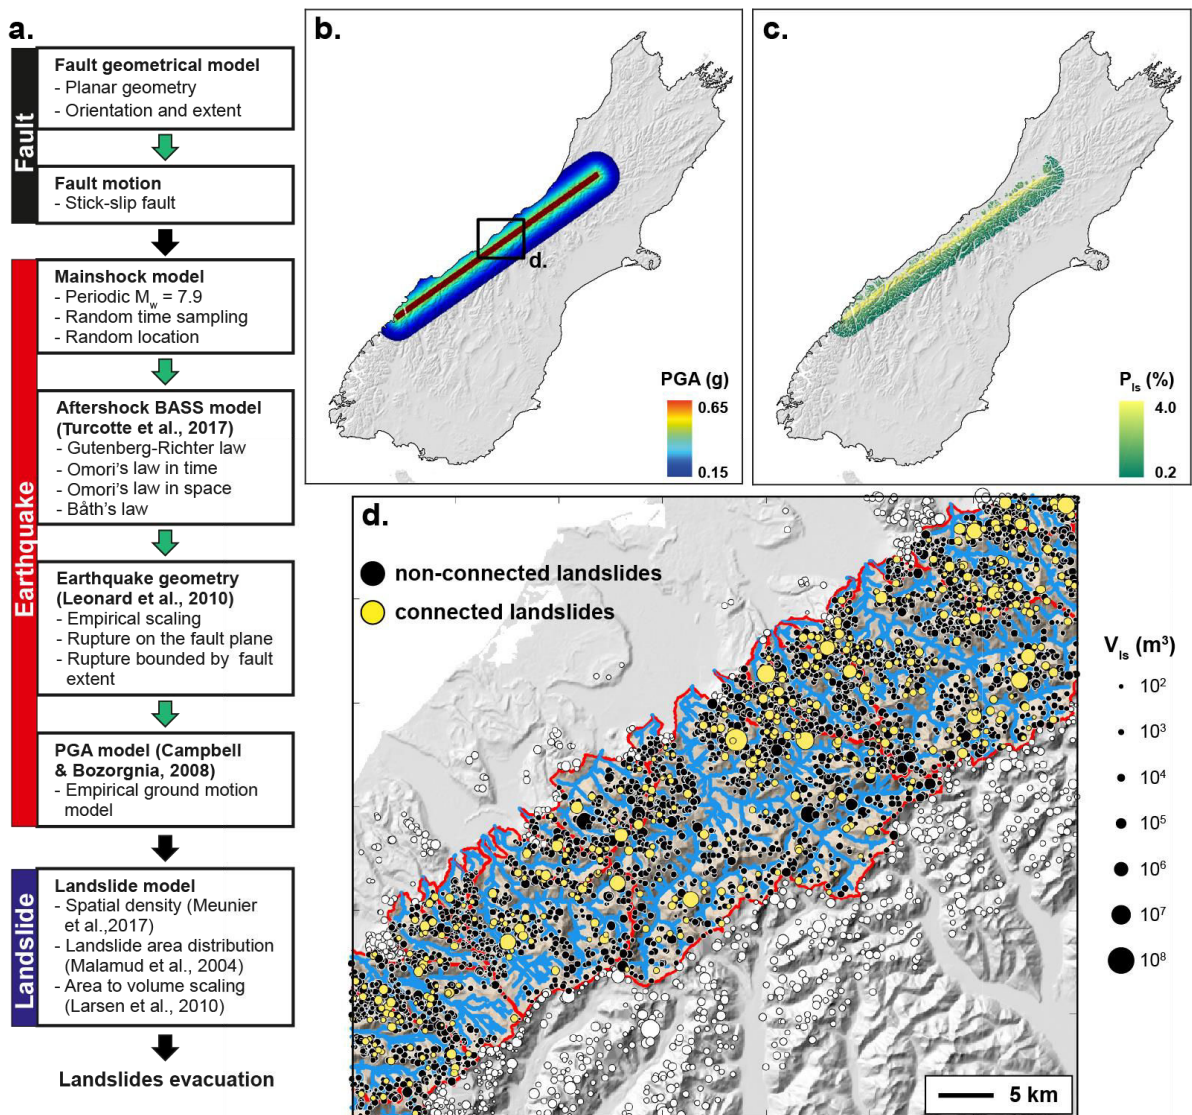 a.
Fault
Fault geometrical model
- Planar geometry
- Orientation and extent
Fault motion
- Stick-slip fault
Earthquake
Mainshock model
- Periodic Mw = 7.9
- Random time sampling
- Random location
Aftershock BASS model
(Turcotte et al., 2017)
- Gutenberg-Richter law
- Omori's law in time
- Omori's law in space
- Båth's law
Earthquake geometry
(Leonard et al., 2010)
- Empirical scaling
- Rupture on the fault plane
- Rupture bounded by fault
extent
PGA model (Campbell
& Bozorgnia, 2008)
- Empirical ground motion
model
Landslide
Landslide model
- Spatial density (Meunier
et al.,2017)
- Landslide area distribution
(Malamud et al., 2004)
- Area to volume scaling
(Larsen et al., 2010)
Landslides evacuation
b.
d.
PGA (g)
0.65
0.15
c.
Pls (%)
4.0
0.2
d.
non-connected landslides
connected landslides
5 km
Vls (m³)
10²
10³
10⁴
10⁵
10⁶
10⁷
10⁸